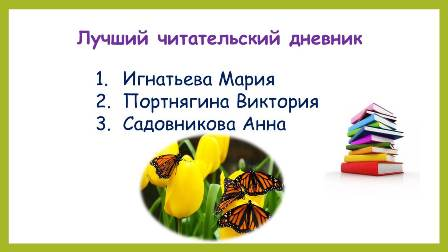 Лучший читательский дневник
1. Игнатьева Мария
2. Портнягина Виктория
3. Садовникова Анна